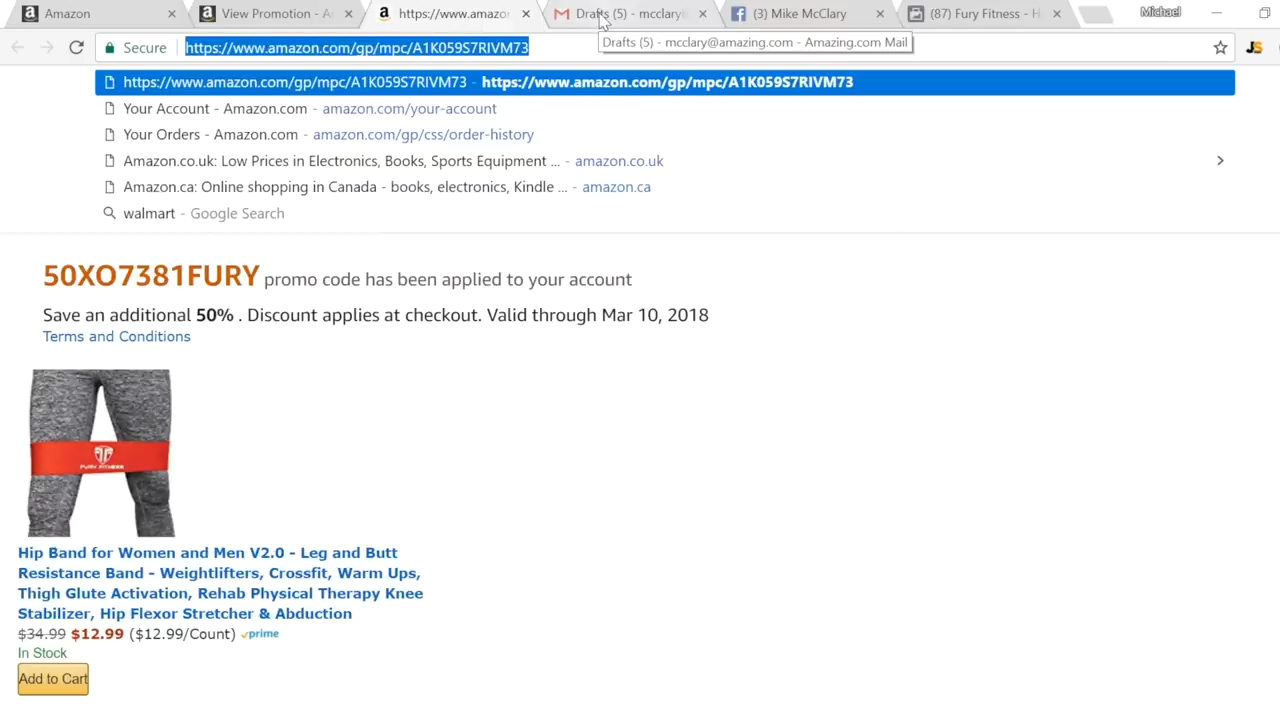 Amazon
View Promotion - A
https://www.amazo
Drafts (5) - mcclary
(3) Mike McClary
(87) Fury Fitness - H
Michael
Secure
https://www.amazon.com/gp/mpc/A1K059S7RIVM73
Drafts (5) - mcclary@amazing.com - Amazing.com Mail
JS
https://www.amazon.com/gp/mpc/A1K059S7RIVM73 - https://www.amazon.com/gp/mpc/A1K059S7RIVM73
Your Account - Amazon.com - amazon.com/your-account
Your Orders - Amazon.com - amazon.com/gp/css/order-history
Amazon.co.uk: Low Prices in Electronics, Books, Sports Equipment ... - amazon.co.uk
Amazon.ca: Online shopping in Canada - books, electronics, Kindle ... - amazon.ca
walmart - Google Search
50XO7381FURY promo code has been applied to your account
Save an additional 50% . Discount applies at checkout. Valid through Mar 10, 2018
Terms and Conditions
FURY FITNESS
Hip Band for Women and Men V2.0 - Leg and Butt
Resistance Band - Weightlifters, Crossfit, Warm Ups,
Thigh Glute Activation, Rehab Physical Therapy Knee
Stabilizer, Hip Flexor Stretcher & Abduction
$34.99 $12.99 ($12.99/Count) prime
In Stock
Add to Cart